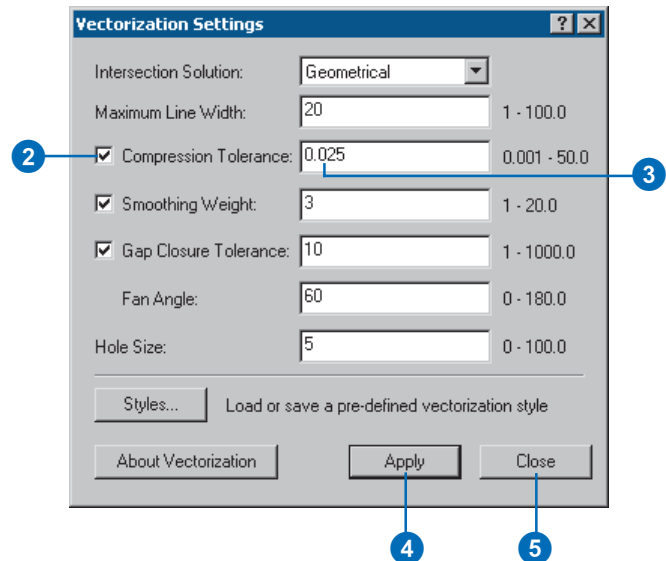 Vectorization Settings ? ×
Intersection Solution: Geometrical
Maximum Line Width: 20 1 - 100.0
2 Compression Tolerance: 0.025 0.001 - 50.0
3
Smoothing Weight: 3 1 - 20.0
Gap Closure Tolerance: 10 1 - 1000.0
Fan Angle: 60 0 - 180.0
Hole Size: 5 0 - 100.0
Styles... Load or save a pre-defined vectorization style
About Vectorization Apply Close
4 5